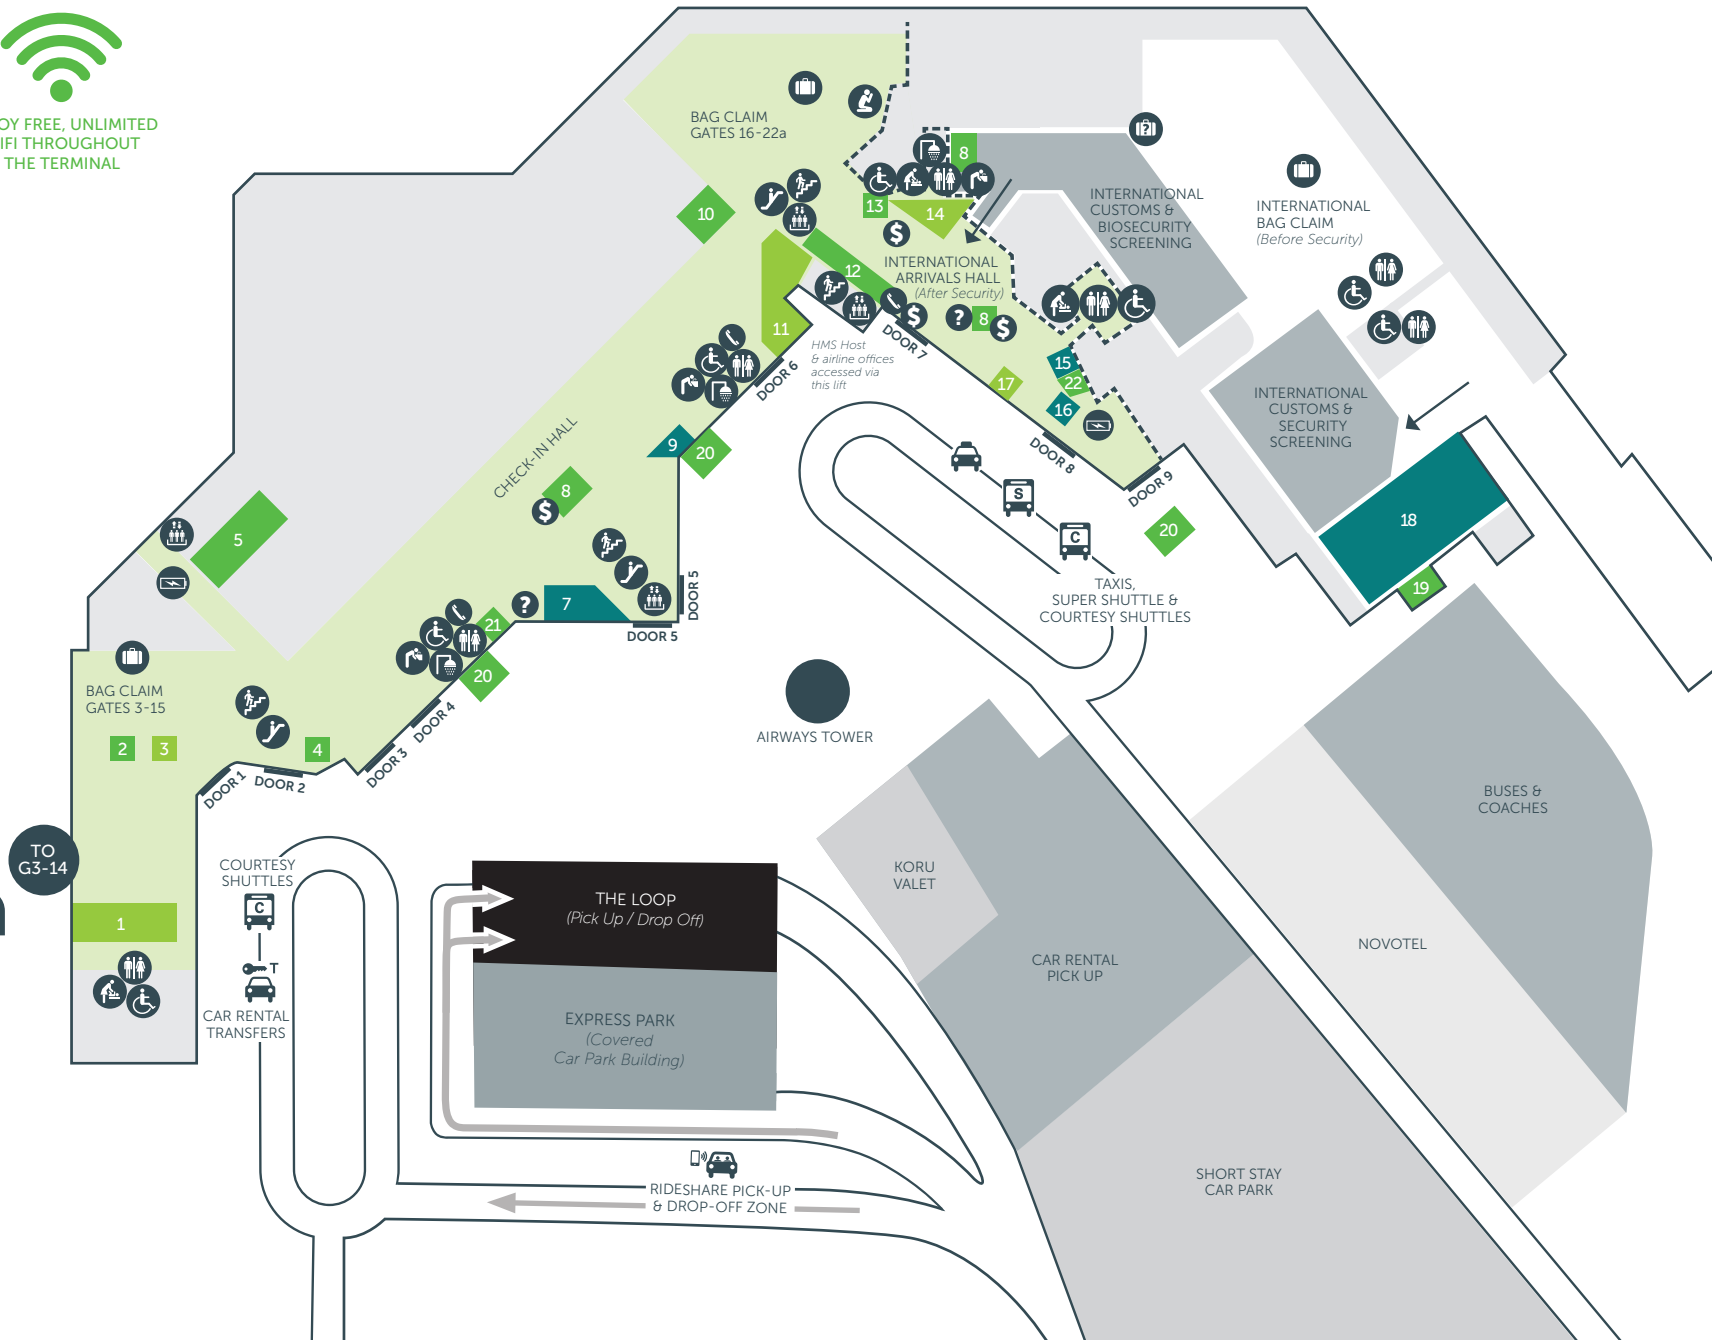 OY FREE, UNLIMITED
IFI THROUGHOUT
THE TERMINAL
BAG CLAIM
GATES 16-22a
8
?
INTERNATIONAL
CUSTOMS &
BIOSECURITY
SCREENING
INTERNATIONAL
BAG CLAIM
(Before Security)
10
13
14
$
12
INTERNATIONAL
ARRIVALS HALL
(After Security)
11
$
?
8
$
DOOR 7
HMS Host
& airline offices
accessed via
this lift
DOOR 6
15
22
17
16
INTERNATIONAL
CUSTOMS &
SECURITY
SCREENING
CHECK-IN HALL
9
20
DOOR 8
DOOR 9
8
$
S
C
20
18
19
5
TAXIS,
SUPER SHUTTLE &
COURTESY SHUTTLES
?
7
DOOR 5
DOOR 5
21
20
BAG CLAIM
GATES 3-15
2
3
4
DOOR 4
DOOR 3
DOOR 2
DOOR 1
AIRWAYS TOWER
BUSES &
COACHES
TO
G3-14
COURTESY
SHUTTLES
C
T
CAR RENTAL
TRANSFERS
1
THE LOOP
(Pick Up / Drop Off)
EXPRESS PARK
(Covered
Car Park Building)
KORU
VALET
CAR RENTAL
PICK UP
NOVOTEL
SHORT STAY
CAR PARK
RIDESHARE PICK-UP
& DROP-OFF ZONE